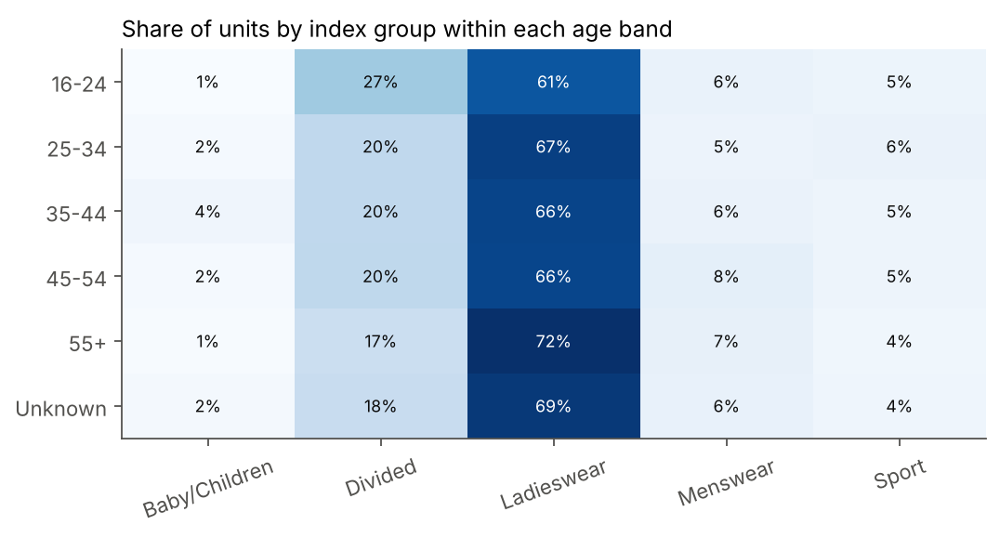 Share of units by index group within each age band
16-24 1% 27% 61% 6% 5%
25-34 2% 20% 67% 5% 6%
35-44 4% 20% 66% 6% 5%
45-54 2% 20% 66% 8% 5%
55+ 1% 17% 72% 7% 4%
Unknown 2% 18% 69% 6% 4%
Baby/Children Divided Ladieswear Menswear Sport